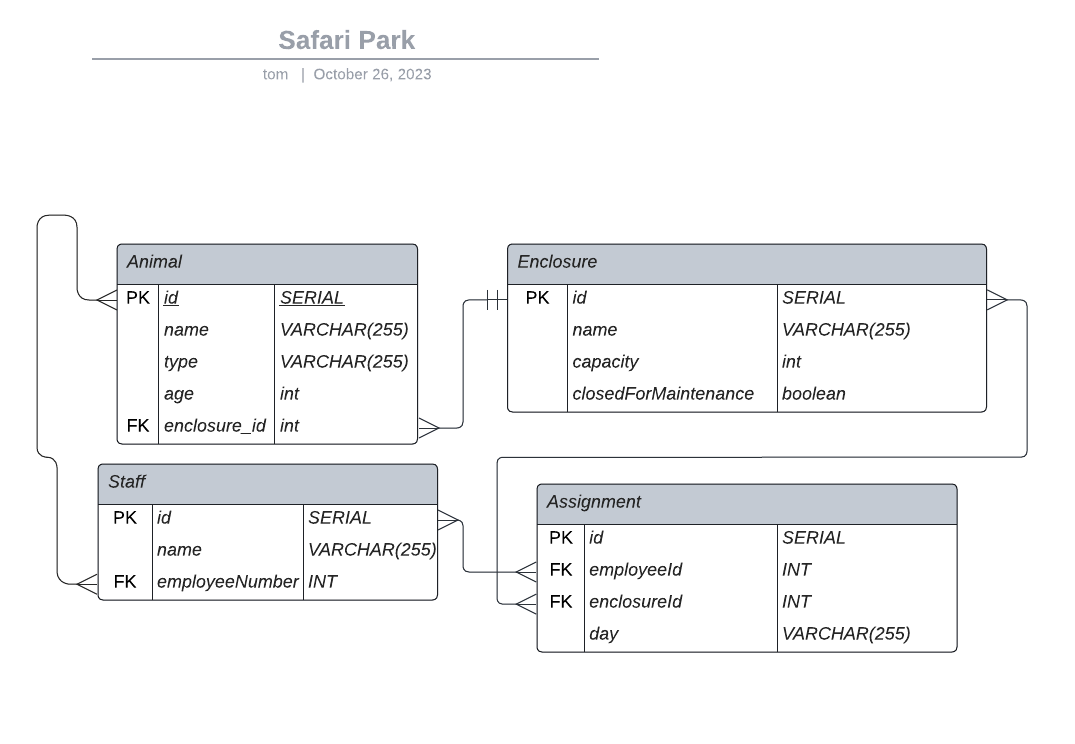 Safari Park
tom | October 26, 2023
Animal
PK id SERIAL
name VARCHAR(255)
type VARCHAR(255)
age int
FK enclosure_id int
Enclosure
PK id SERIAL
name VARCHAR(255)
capacity int
closedForMaintenance boolean
Staff
PK id SERIAL
name VARCHAR(255)
FK employeeNumber INT
Assignment
PK id SERIAL
FK employeeId INT
FK enclosureId INT
day VARCHAR(255)